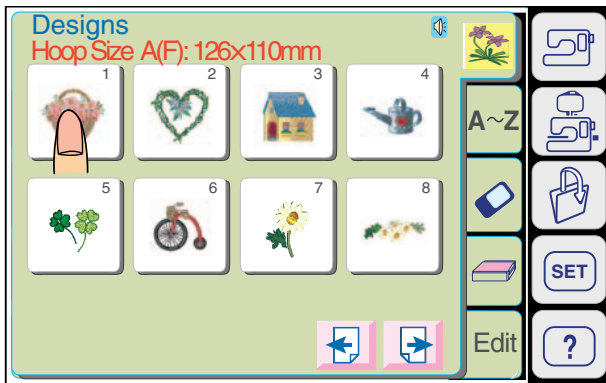 Designs
Hoop Size A(F): 126x110mm
1 2 3 4
A~Z
5 6 7 8
SET
Edit
?